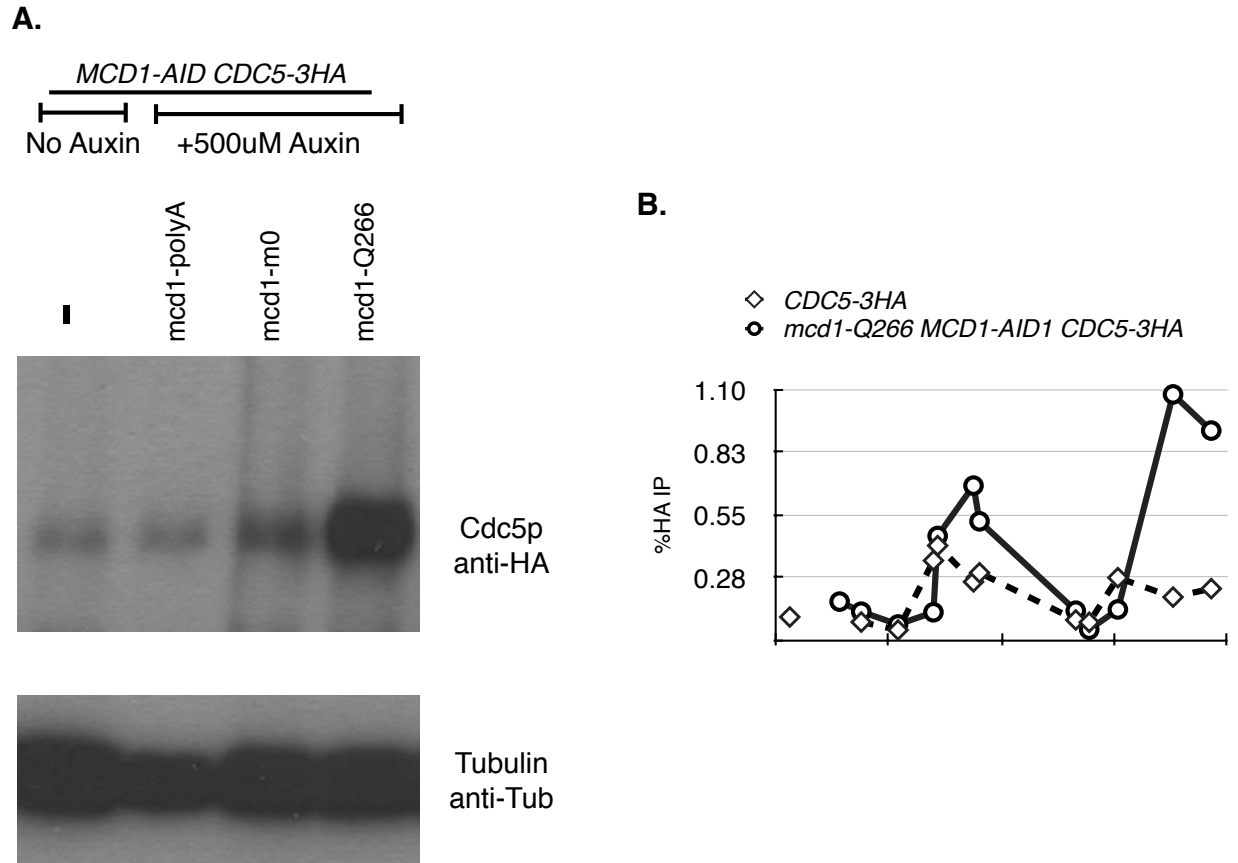 A.
MCD1-AID CDC5-3HA
No Auxin
+500uM Auxin
-
mcd1-polyA
mcd1-m0
mcd1-Q266
Cdc5p
anti-HA
Tubulin
anti-Tub
B.
CDC5-3HA
mcd1-Q266 MCD1-AID1 CDC5-3HA
%HA IP
1.10
0.83
0.55
0.28